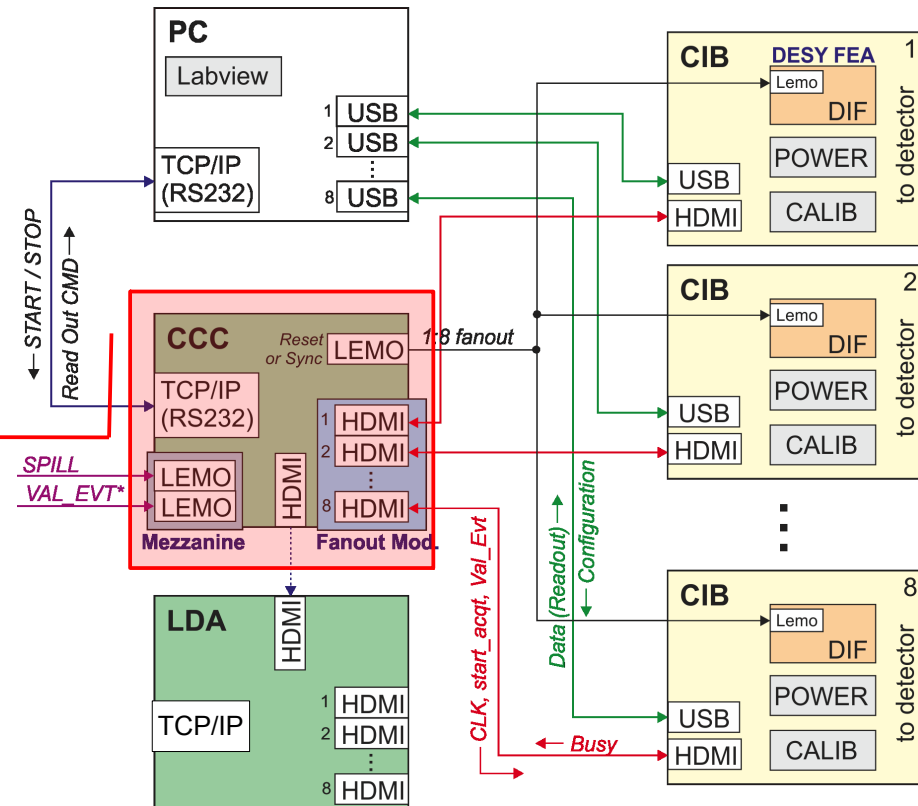 PC
Labview
1 USB
2 USB
8 USB
TCP/IP
(RS232)
START / STOP
Read Out CMD
CCC
Reset
or Sync
LEMO
1:8 fanout
TCP/IP
(RS232)
1 HDMI
2 HDMI
8 HDMI
HDMI
SPILL
LEMO
VAL_EVT*
LEMO
Mezzanine
Fanout Mod.
LDA
HDMI
TCP/IP
1 HDMI
2 HDMI
8 HDMI
CLK, start_acqt, Val_Evt
Data (Readout)
Configuration
Busy
CIB
1
DESY FEA
Lemo
DIF
POWER
CALIB
USB
HDMI
to detector
CIB
2
Lemo
DIF
POWER
CALIB
USB
HDMI
to detector
CIB
8
Lemo
DIF
POWER
CALIB
USB
HDMI
to detector